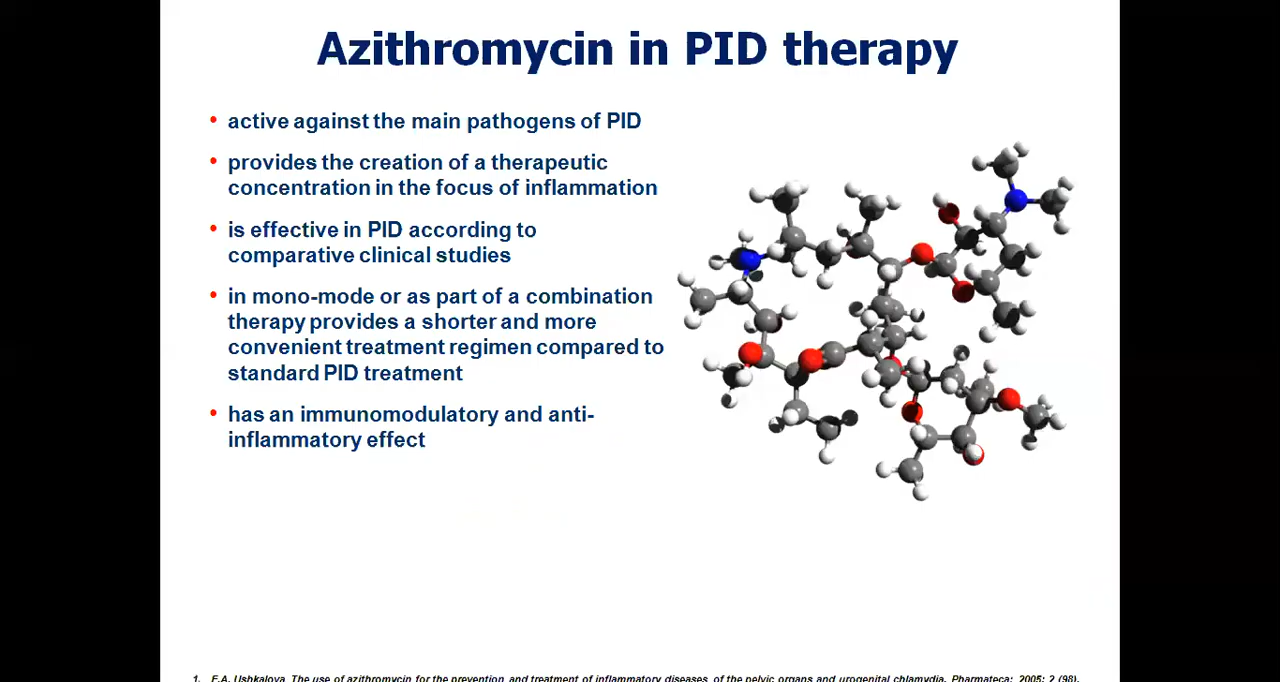 Azithromycin in PID therapy
• active against the main pathogens of PID
• provides the creation of a therapeutic
concentration in the focus of inflammation
• is effective in PID according to
comparative clinical studies
• in mono-mode or as part of a combination
therapy provides a shorter and more
convenient treatment regimen compared to
standard PID treatment
• has an immunomodulatory and anti-
inflammatory effect
1. E.A. Ushkalova. The use of azithromycin for the prevention and treatment of inflammatory diseases of the pelvic organs and urogenital chlamydia. Pharmateca; 2005; 2 (98).